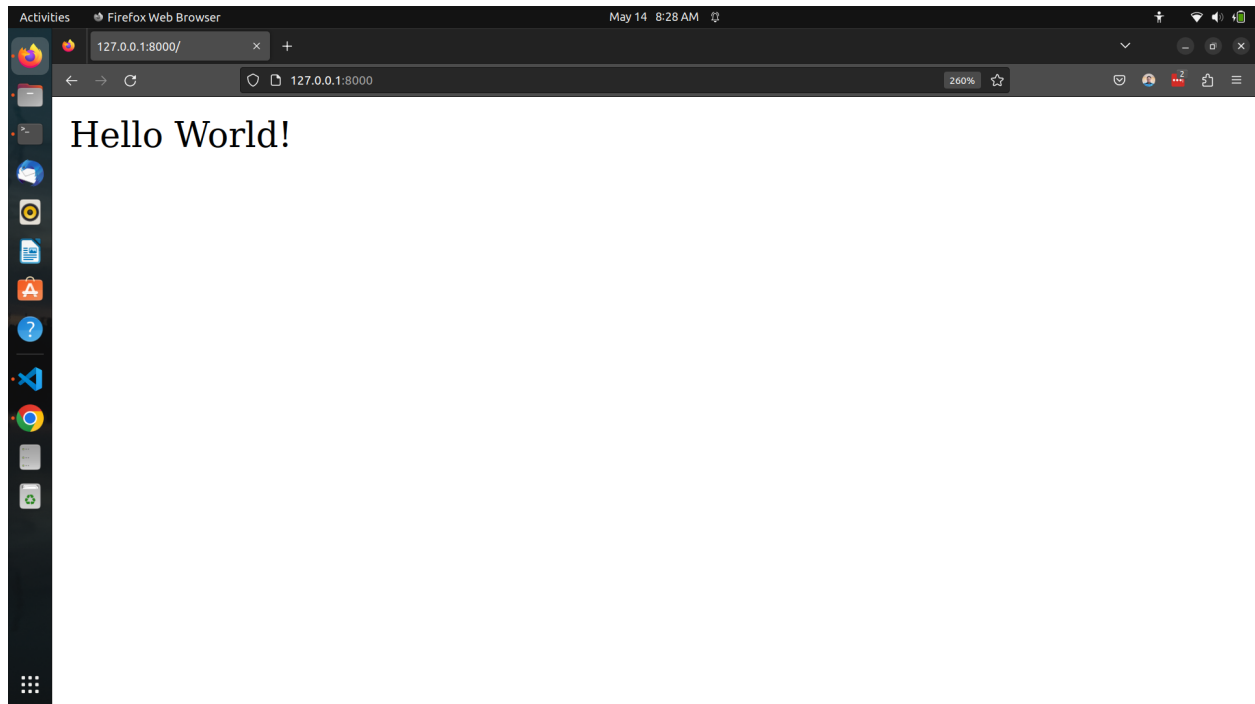 Activities Firefox Web Browser May 14 8:28 AM
127.0.0.1:8000/
127.0.0.1:8000 260% 2
Hello World!